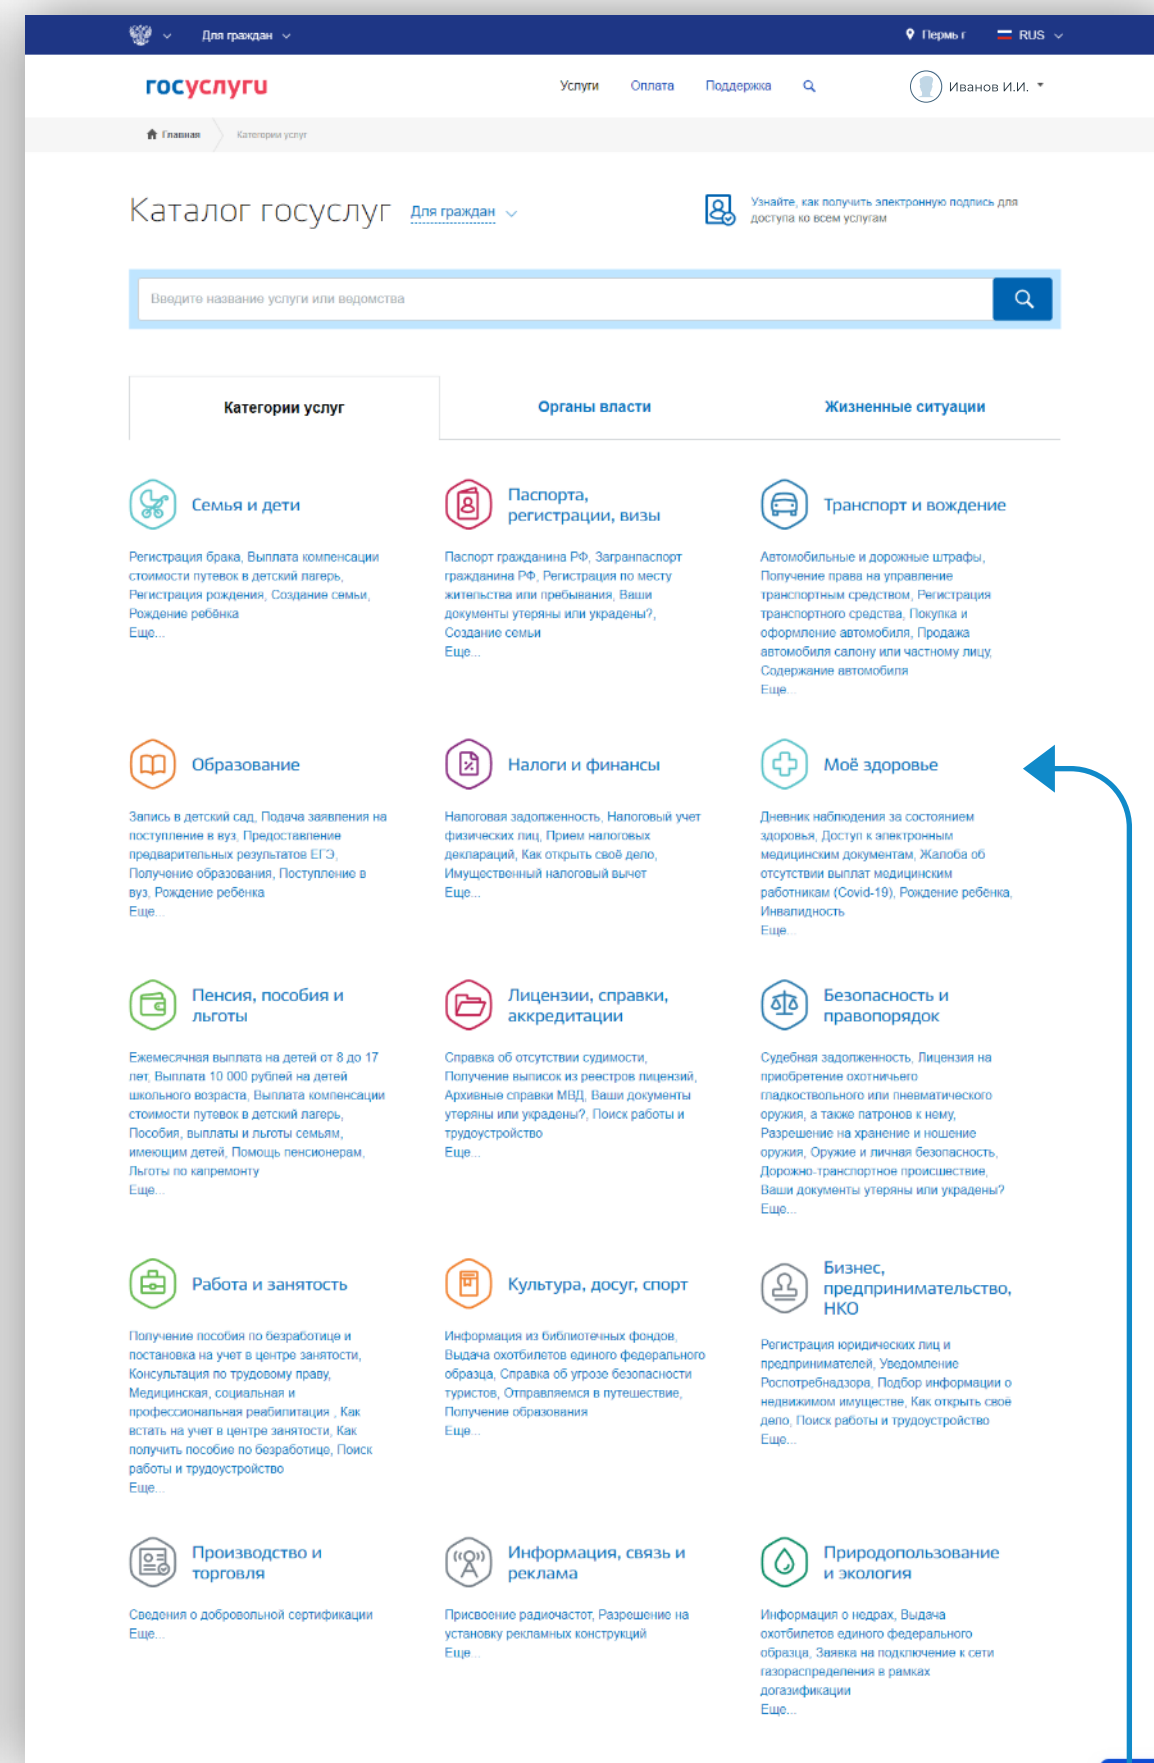 Для граждан
Пермь г
RUS
госуслуги
Услуги
Оплата
Поддержка
Иванов И.И.
Главная
Категории услуг
Каталог госуслуг
Для граждан
Узнайте, как получить электронную подпись для
доступа ко всем услугам
Введите название услуги или ведомства
Категории услуг
Органы власти
Жизненные ситуации
Семья и дети
Регистрация брака, Выплата компенсации
стоимости путевок в детский лагерь,
Регистрация рождения, Создание семьи,
Рождение ребёнка
Еще...
Паспорта,
регистрации, визы
Паспорт гражданина РФ, Загранпаспорт
гражданина РФ, Регистрация по месту
жительства или пребывания, Ваши
документы утеряны или украдены?,
Создание семьи
Еще...
Транспорт и вождение
Автомобильные и дорожные штрафы,
Получение права на управление
транспортным средством, Регистрация
транспортного средства, Покупка и
оформление автомобиля, Продажа
автомобиля салону или частному лицу,
Содержание автомобиля
Еще...
Образование
Запись в детский сад, Подача заявления на
поступление в вуз, Предоставление
предварительных результатов ЕГЭ,
Получение образования, Поступление в
вуз, Рождение ребёнка
Еще...
Налоги и финансы
Налоговая задолженность, Налоговый учет
физических лиц, Прием налоговых
деклараций, Как открыть своё дело,
Имущественный налоговый вычет
Еще...
Моё здоровье
Дневник наблюдения за состоянием
здоровья, Доступ к электронным
медицинским документам, Жалоба об
отсутствии выплат медицинским
работникам (Covid-19), Рождение ребёнка,
Инвалидность
Еще...
Пенсия, пособия и
льготы
Ежемесячная выплата на детей от 8 до 17
лет, Выплата 10 000 рублей на детей
школьного возраста, Выплата компенсации
стоимости путевок в детский лагерь,
Пособия, выплаты и льготы семьям,
имеющим детей, Помощь пенсионерам,
Льготы по капремонту
Еще...
Лицензии, справки,
аккредитации
Справка об отсутствии судимости,
Получение выписок из реестров лицензий,
Архивные справки МВД, Ваши документы
утеряны или украдены?, Поиск работы и
трудоустройство
Еще...
Безопасность и
правопорядок
Судебная задолженность, Лицензия на
приобретение охотничьего
гладкоствольного или пневматического
оружия, а также патронов к нему,
Разрешение на хранение и ношение
оружия, Оружие и личная безопасность,
Дорожно-транспортное происшествие,
Ваши документы утеряны или украдены?
Еще...
Работа и занятость
Получение пособия по безработице и
постановка на учет в центре занятости,
Консультация по трудовому праву,
Медицинская, социальная и
профессиональная реабилитация , Как
встать на учет в центре занятости, Как
получить пособие по безработице, Поиск
работы и трудоустройство
Еще...
Культура, досуг, спорт
Информация из библиотечных фондов,
Выдача охотбилетов единого федерального
образца, Справка об угрозе безопасности
туристов, Отправляемся в путешествие,
Получение образования
Еще...
Бизнес,
предпринимательство,
НКО
Регистрация юридических лиц и
предпринимателей, Уведомление
Роспотребнадзора, Подбор информации о
недвижимом имуществе, Как открыть своё
дело, Поиск работы и трудоустройство
Еще...
Производство и
торговля
Сведения о добровольной сертификации
Еще...
Информация, связь и
реклама
Присвоение радиочастот, Разрешение на
установку рекламных конструкций
Еще...
Природопользование
и экология
Информация о недрах, Выдача
охотбилетов единого федерального
образца, Заявка на подключение к сети
газораспределения в рамках
догазификации
Еще...